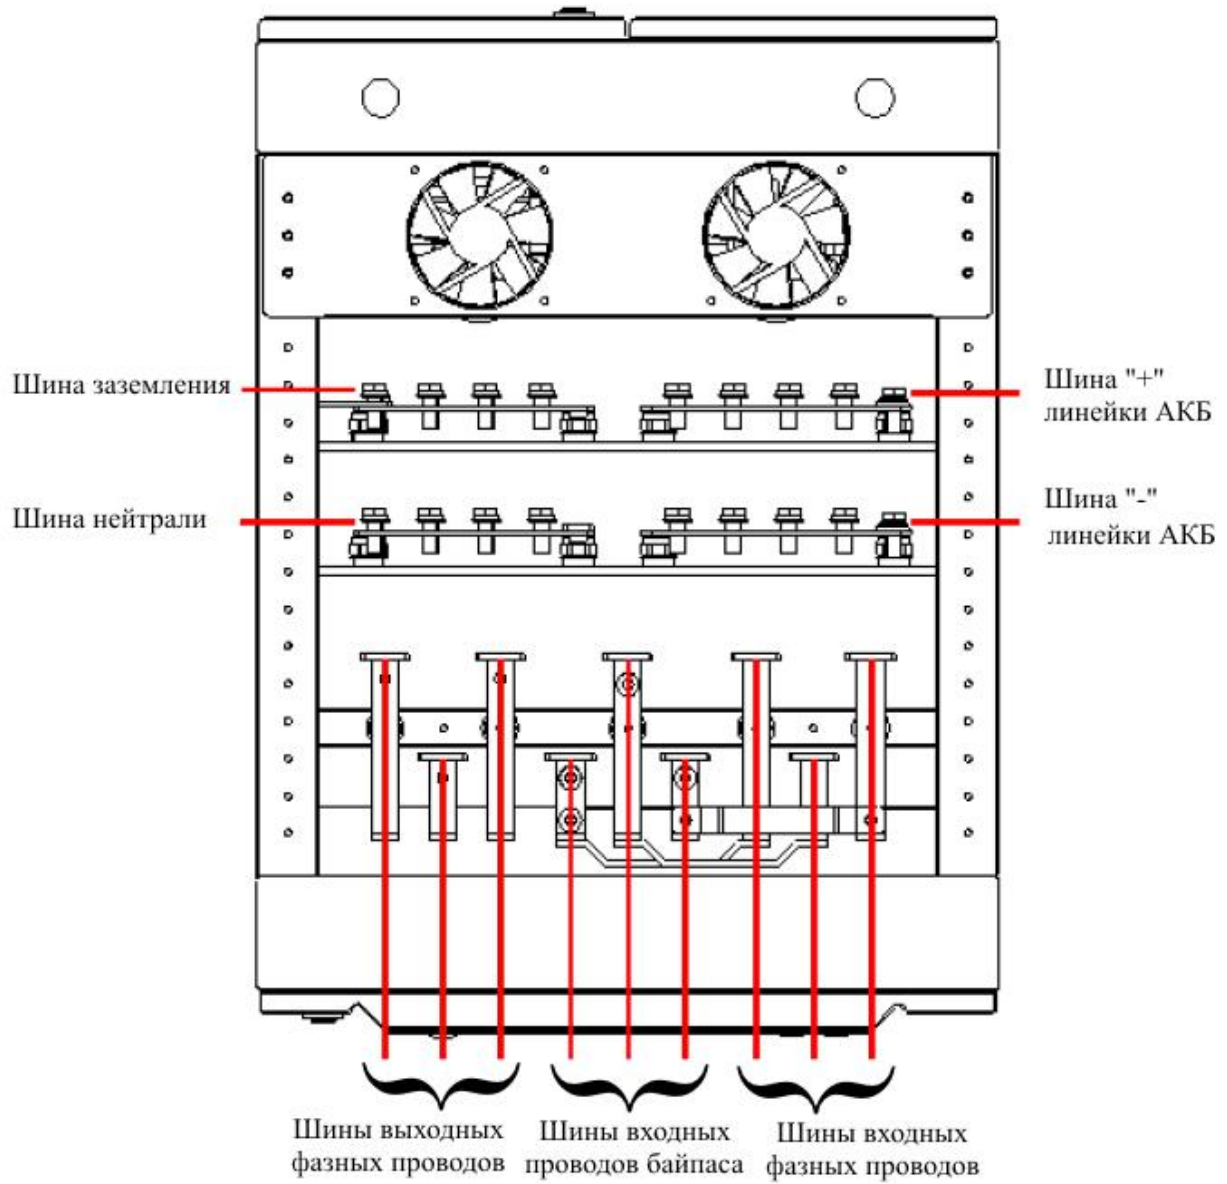 Шина заземления
Шина "+"
линейки АКБ
Шина нейтрали
Шина "-"
линейки АКБ
Шины выходных
фазных проводов
Шины входных
проводов байпаса
Шины входных
фазных проводов